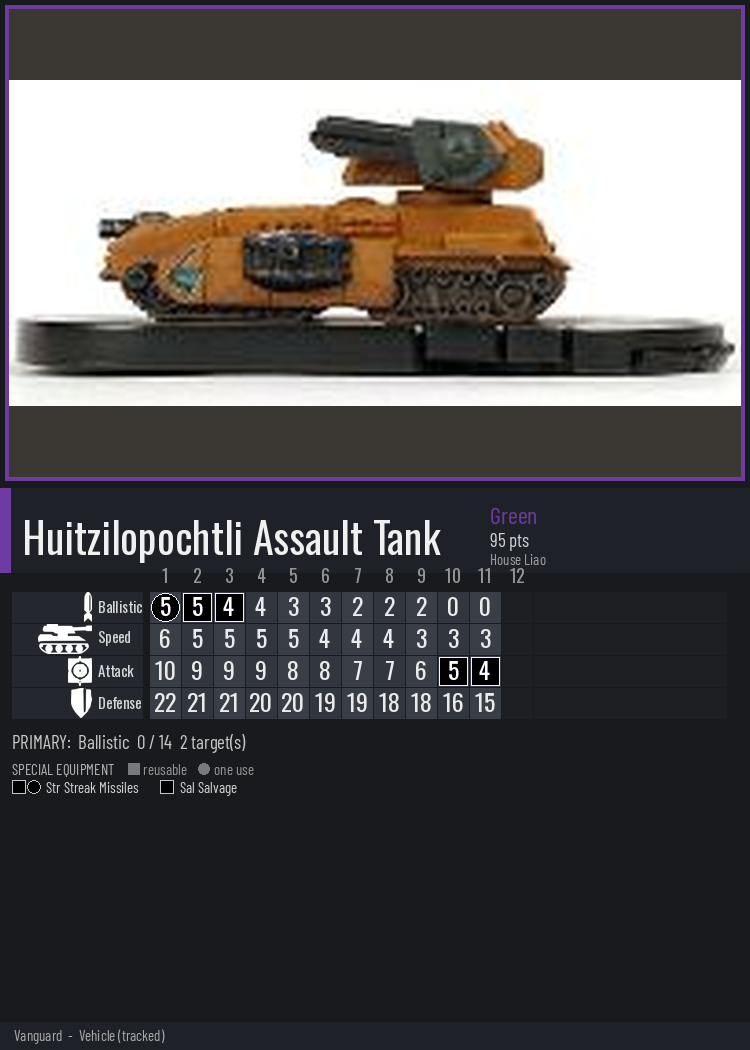 Huitzilopochtli Assault Tank
Green
95 pts
House Liao
1 2 3 4 5 6 7 8 9 10 11 12
Ballistic 5 5 4 4 3 3 2 2 2 0 0
Speed 6 5 5 5 5 4 4 4 3 3 3
Attack 10 9 9 9 8 8 7 7 6 5 4
Defense 22 21 21 20 20 19 19 18 18 16 15
PRIMARY: Ballistic 0 / 14 2 target(s)
SPECIAL EQUIPMENT reusable one use
Str Streak Missiles Sal Salvage
Vanguard - Vehicle (tracked)